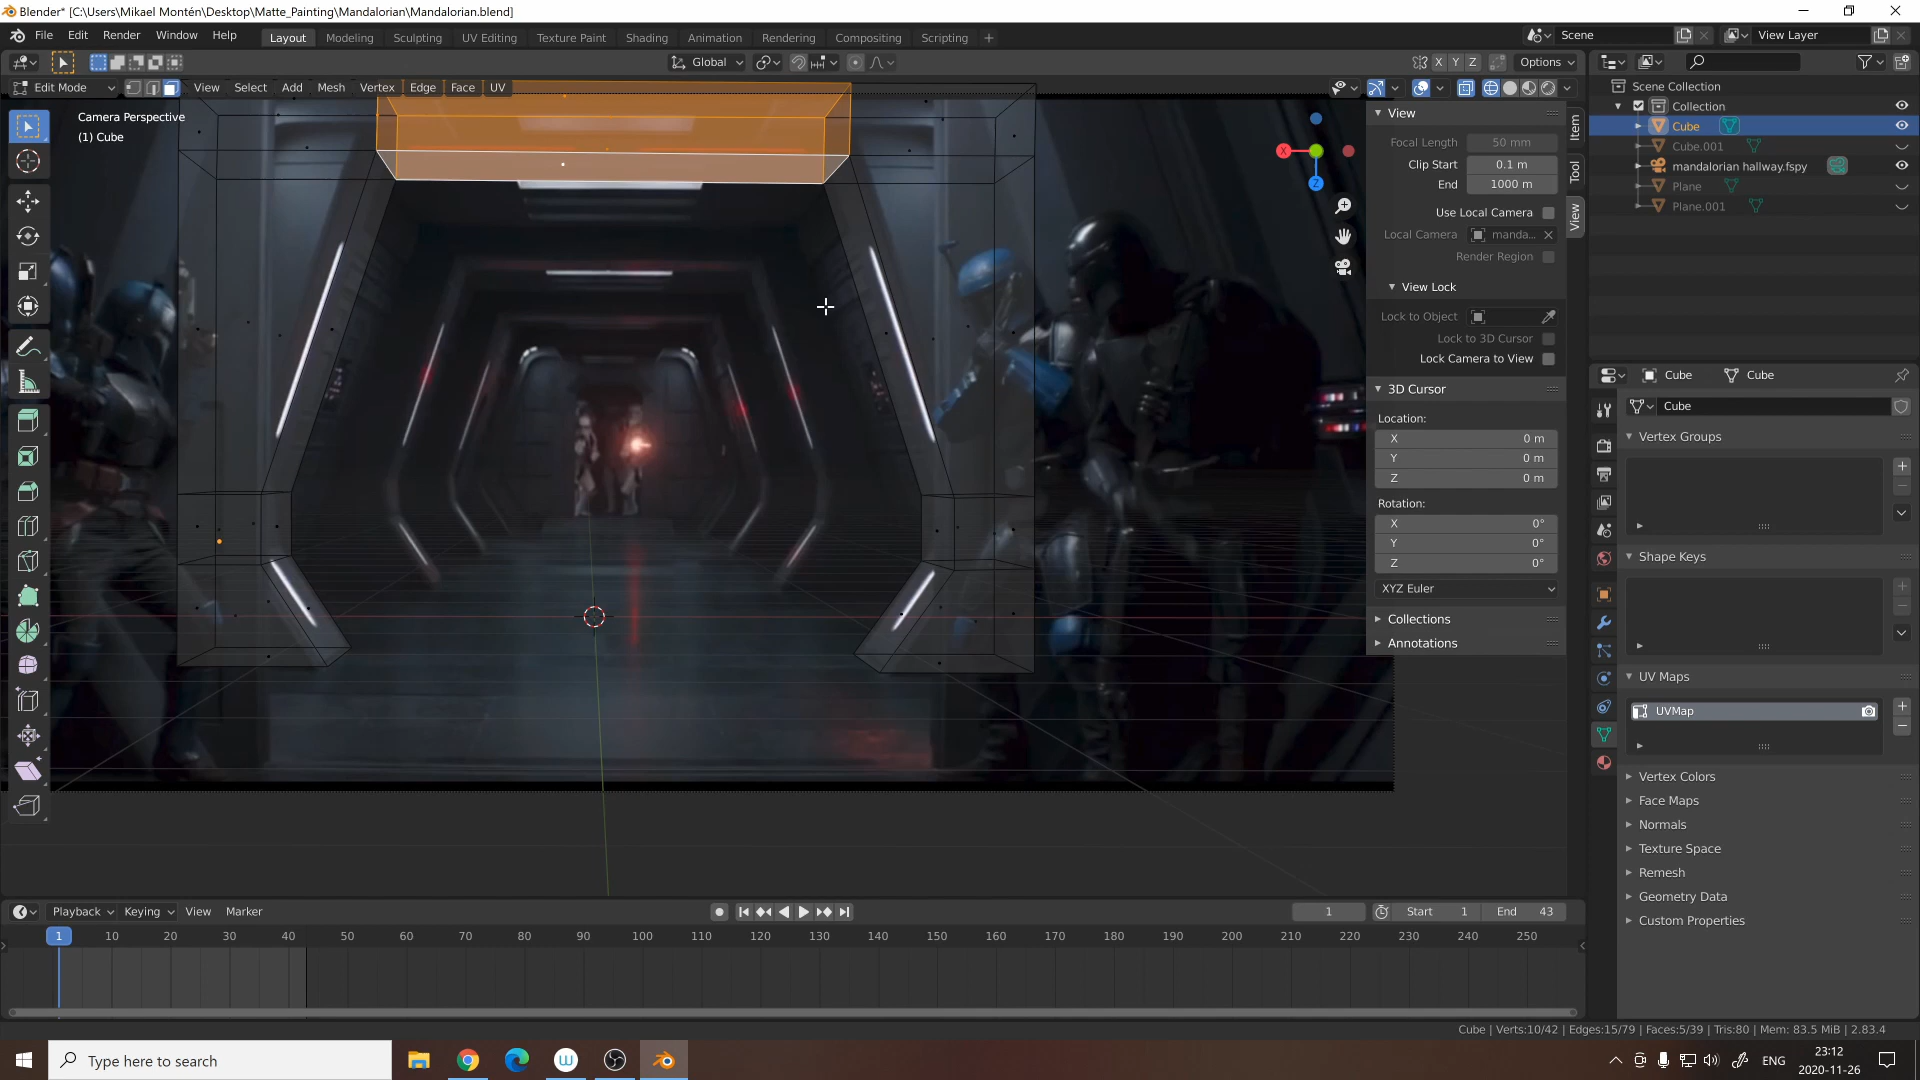 Blender* [C:\Users\Mikael Montén\Desktop\Matte_Painting\Mandalorian\Mandalorian.blend]
File Edit Render Window Help Layout Modeling Sculpting UV Editing Texture Paint Shading Animation Rendering Compositing Scripting Scene View Layer
Global X Y Z Options
Edit Mode View Select Add Mesh Vertex Edge Face UV
Camera Perspective
(1) Cube
X
Z
View
Focal Length 50 mm
Clip Start 0.1 m
End 1000 m
Use Local Camera
Local Camera manda...
Render Region
View Lock
Lock to Object
Lock to 3D Cursor
Lock Camera to View
3D Cursor
Location:
X 0 m
Y 0 m
Z 0 m
Rotation:
X 0°
Y 0°
Z 0°
XYZ Euler
Collections
Annotations
Item
Tool
View
Scene Collection
Collection
Cube
Cube.001
mandalorian hallway.fspy
Plane
Plane.001
Cube Cube
Cube
Vertex Groups
Shape Keys
UV Maps
UVMap
Vertex Colors
Face Maps
Normals
Texture Space
Remesh
Geometry Data
Custom Properties
Playback Keying View Marker 1 Start 1 End 43
1 10 20 30 40 50 60 70 80 90 100 110 120 130 140 150 160 170 180 190 200 210 220 230 240 250
Cube | Verts:10/42 | Edges:15/79 | Faces:5/39 | Tris:80 | Mem: 83.5 MiB | 2.83.4
Type here to search
ENG
23:12
2020-11-26